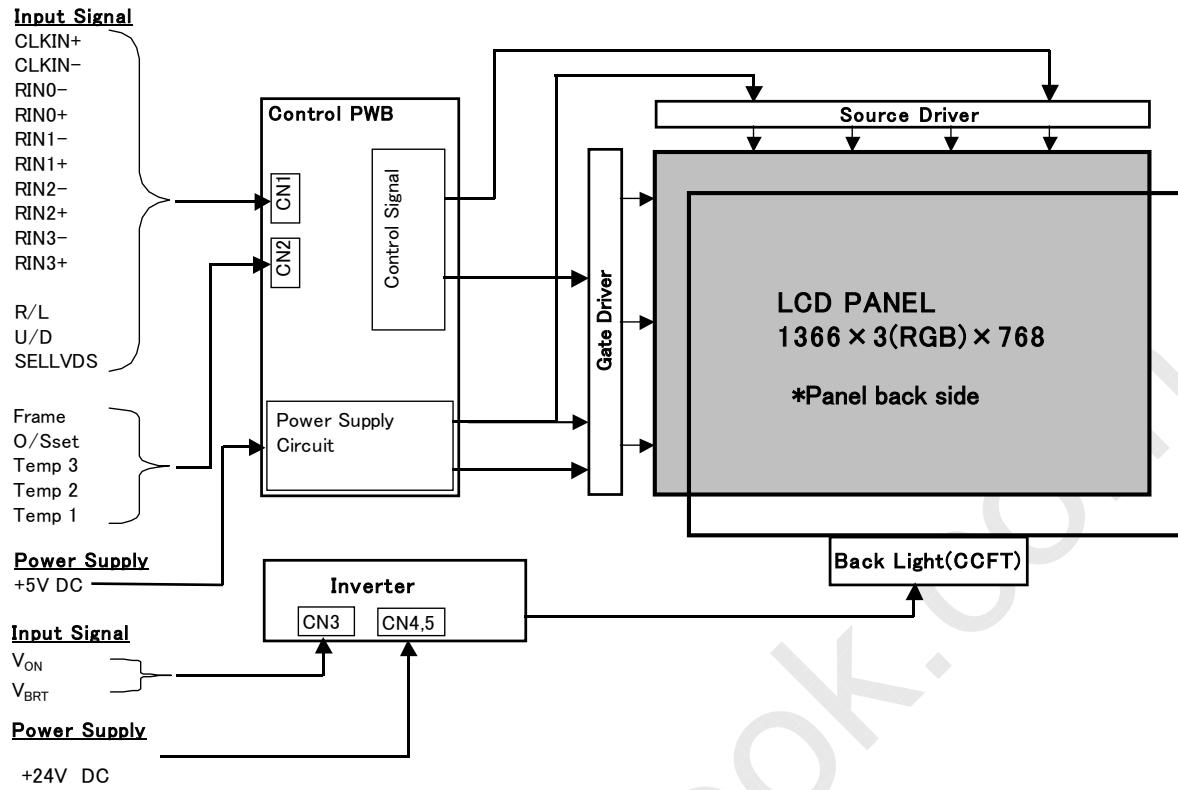 Input Signal
CLKIN+
CLKIN−
RIN0−
RIN0+
RIN1−
RIN1+
RIN2−
RIN2+
RIN3−
RIN3+
R/L
U/D
SELLVDS
Frame
O/Sset
Temp 3
Temp 2
Temp 1
Power Supply
+5V DC
Input Signal
VON
VBRT
Power Supply
+24V DC
Control PWB
CN1
CN2
Control Signal
Power Supply
Circuit
Inverter
CN3
CN4,5
Source Driver
Gate Driver
LCD PANEL
1366×3(RGB)×768
*Panel back side
Back Light(CCFT)
ook.com